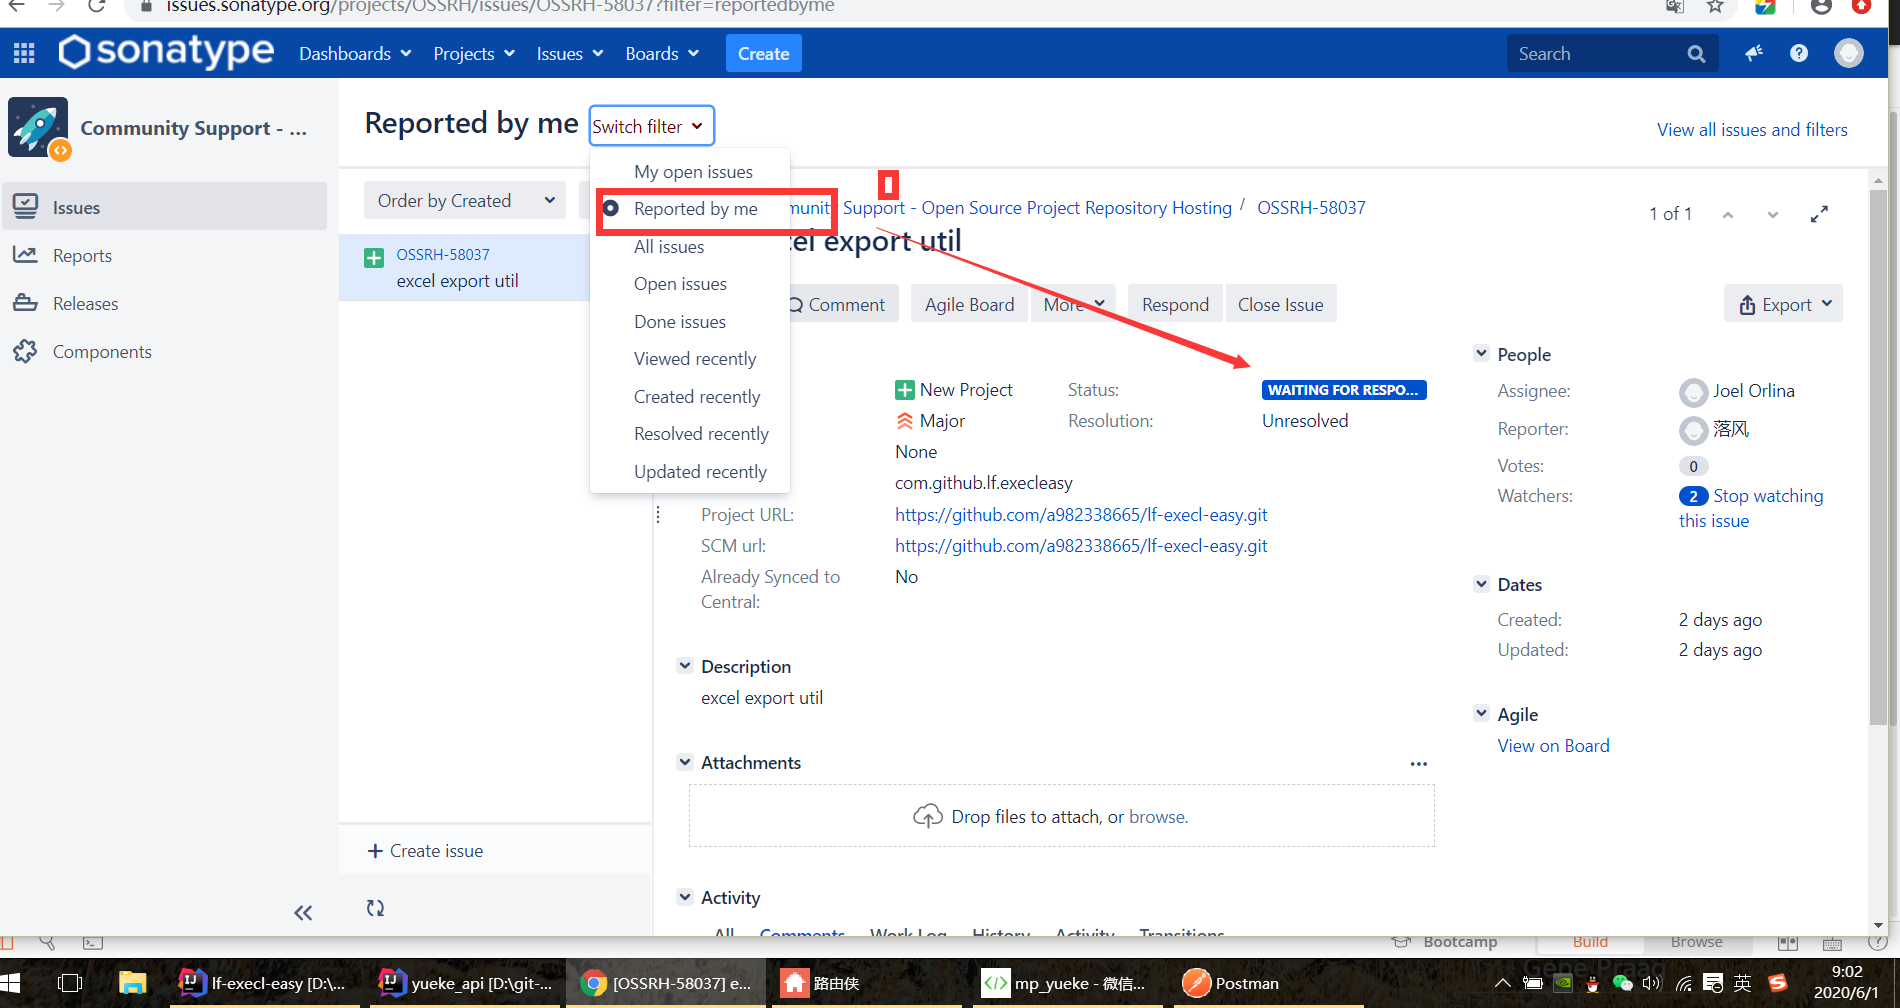 issues.sonatype.org/projects/OSSRH/issues/OSSRH-58037?filter=reportedbyme
sonatype
Dashboards
Projects
Issues
Boards
Create
Search
Community Support - ...
Issues
Reports
Releases
Components
Reported by me
Switch filter
View all issues and filters
My open issues
Reported by me
All issues
Open issues
Done issues
Viewed recently
Created recently
Resolved recently
Updated recently
Order by Created
OSSRH-58037
excel export util
Create issue
Support - Open Source Project Repository Hosting / OSSRH-58037
1 of 1
export util
Comment
Agile Board
More
Respond
Close Issue
Export
New Project
Status:
WAITING FOR RESPO...
Major
Resolution:
Unresolved
None
com.github.lf.execleasy
Project URL:
https://github.com/a982338665/lf-execl-easy.git
SCM url:
https://github.com/a982338665/lf-execl-easy.git
Already Synced to
Central:
No
Description
excel export util
Attachments
Drop files to attach, or browse.
Activity
All
Comments
Work Log
History
Activity
Transitions
People
Assignee:
Joel Orlina
Reporter:
落风
Votes:
0
Watchers:
2 Stop watching
this issue
Dates
Created:
2 days ago
Updated:
2 days ago
Agile
View on Board
Bootcamp
Build
Browse
lf-execl-easy [D:\...
yueke_api [D:\git-...
[OSSRH-58037] e...
路由侠
mp_yueke - 微信...
Postman
英
9:02
2020/6/1